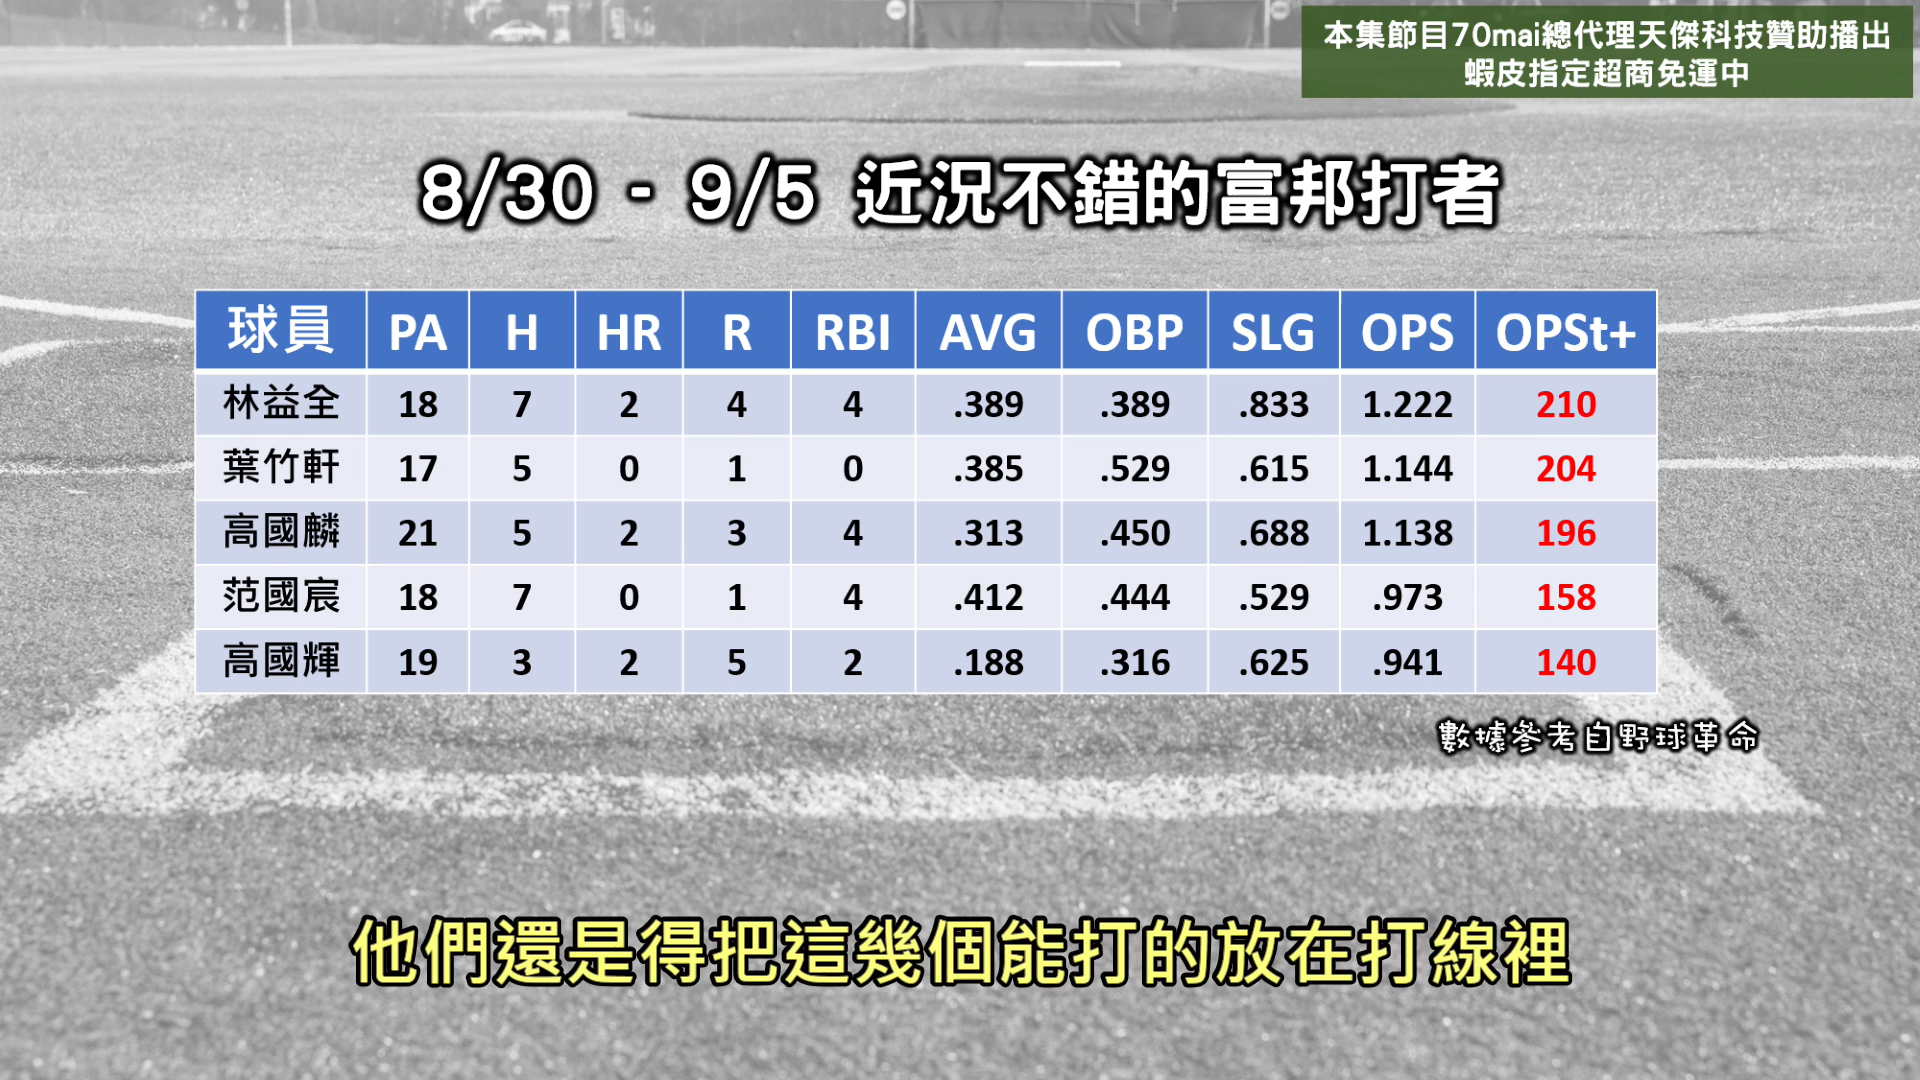 本集節目70mai總代理天傑科技贊助播出
蝦皮指定超商免運中
8/30 - 9/5 近況不錯的富邦打者
球員 PA H HR R RBI AVG OBP SLG OPS OPSt+
林益全 18 7 2 4 4 .389 .389 .833 1.222 210
葉竹軒 17 5 0 1 0 .385 .529 .615 1.144 204
高國麟 21 5 2 3 4 .313 .450 .688 1.138 196
范國宸 18 7 0 1 4 .412 .444 .529 .973 158
高國輝 19 3 2 5 2 .188 .316 .625 .941 140
數據參考自野球革命
他們還是得把這幾個能打的放在打線裡